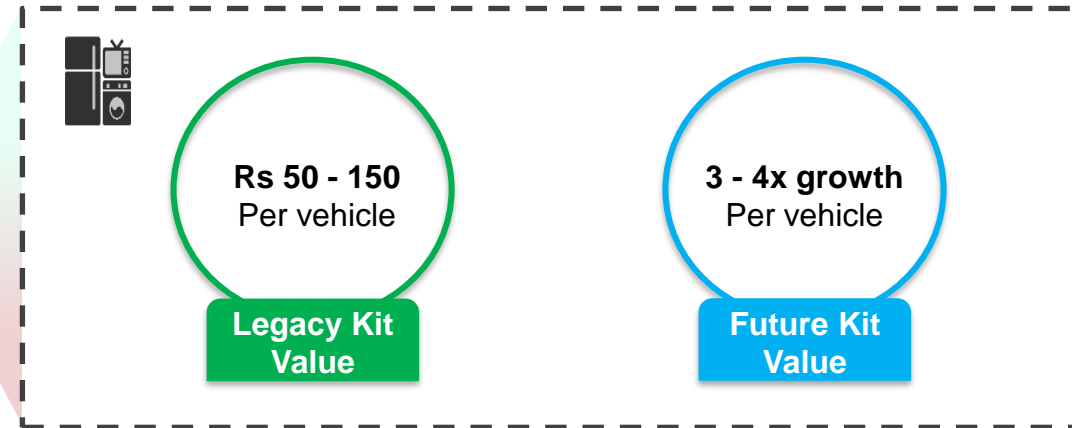 Rs 50 - 150
Per vehicle
Legacy Kit
Value
3 - 4x growth
Per vehicle
Future Kit
Value